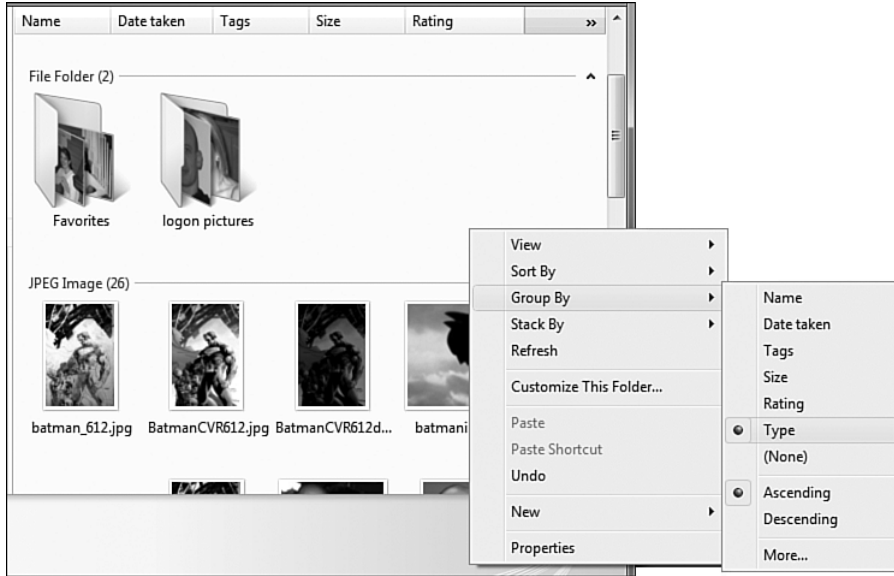 Name Date taken Tags Size Rating »
File Folder (2)
Favorites logon pictures
JPEG Image (26)
batman_612.jpg BatmanCVR612.jpg BatmanCVR612d... batmani
View
Sort By
Group By
Stack By
Refresh
Customize This Folder...
Paste
Paste Shortcut
Undo
New
Properties
Name
Date taken
Tags
Size
Rating
Type
(None)
Ascending
Descending
More...